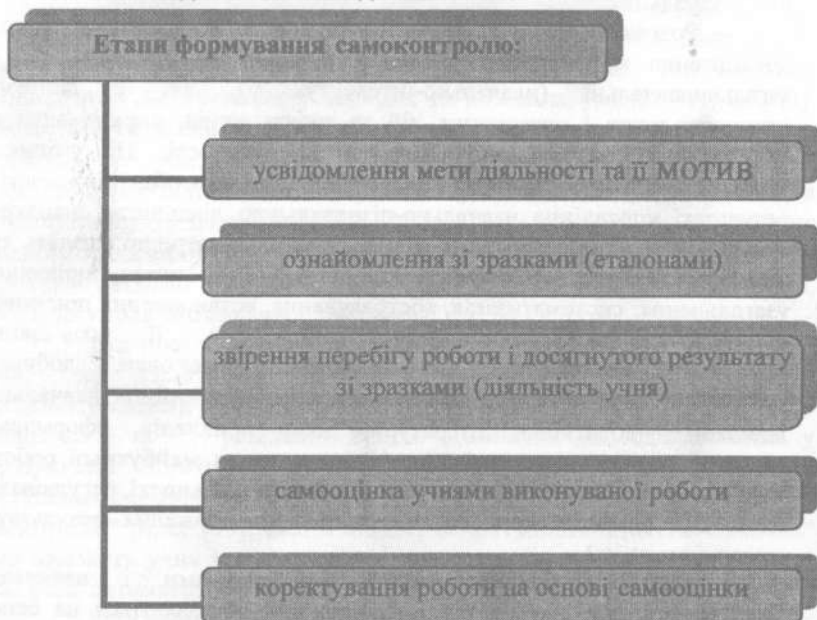 Етапи формування самоконтролю:
усвідомлення мети діяльності та її МОТИВ
ознайомлення зі зразками (еталонами)
звірення перебігу роботи і досягнутого результату
зі зразками (діяльність учня)
самооцінка учнями виконуваної роботи
коректування роботи на основі самооцінки